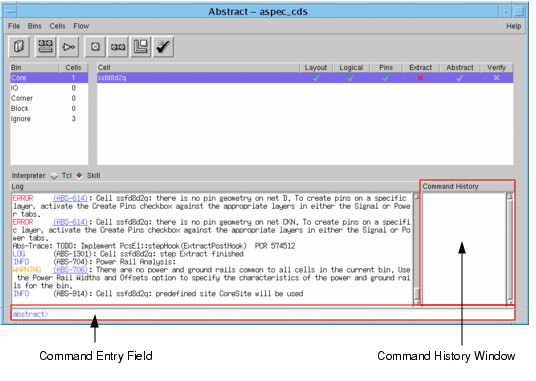 Abstract – aspec_cds
File Bins Cells Flow Help
Bin Cells Cell Layout Logical Pins Extract Abstract Verify
Core 1 ssfd8d2q
IO 0
Corner 0
Block 0
Ignore 3
Interpreter: Tcl Skill
Log Command History
ERROR (ABS-614): Cell ssfd8d2q: there is no pin geometry on net D. To create pins on a specific
layer, activate the Create Pins checkbox against the appropriate layers in either the Signal or Powe
r tabs.
ERROR (ABS-614): Cell ssfd8d2q: there is no pin geometry on net CKN. To create pins on a specifi
c layer, activate the Create Pins checkbox against the appropriate layers in either the Signal or Po
wer tabs.
Abs-Trace: TODO: Implement PcsEl::stepHook(ExtractPostHook) PCR 574512
LOG (ABS-1301): Cell ssfd8d2q: step Extract finished
INFO (ABS-704): Power Rail Analysis:
WARNING (ABS-706): There are no power and ground rails common to all cells in the current bin. Use
the Power Rail Widths and Offsets option to specify the characteristics of the power and ground rai
ls for the bin.
INFO (ABS-914): Cell ssfd8d2q: predefined site CoreSite will be used
abstract>
Command Entry Field Command History Window